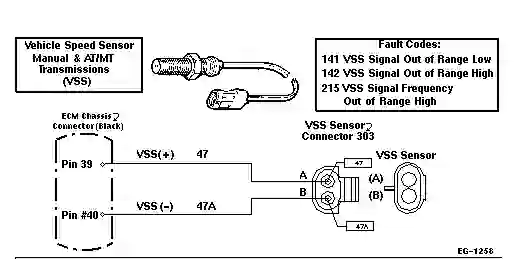 Vehicle Speed Sensor
Manual & AT/MT
Transmissions
(VSS)
Fault Codes:
141 VSS Signal Out of Range Low
142 VSS Signal Out of Range High
215 VSS Signal Frequency
Out of Range High
ECM Chassis
Connector (Black)
VSS Sensor
Connector 303
Pin 39
VSS(+) 47
47
VSS Sensor
A
(A)
B
(B)
Pin #40
VSS(-) 47A
47A
EG-1258